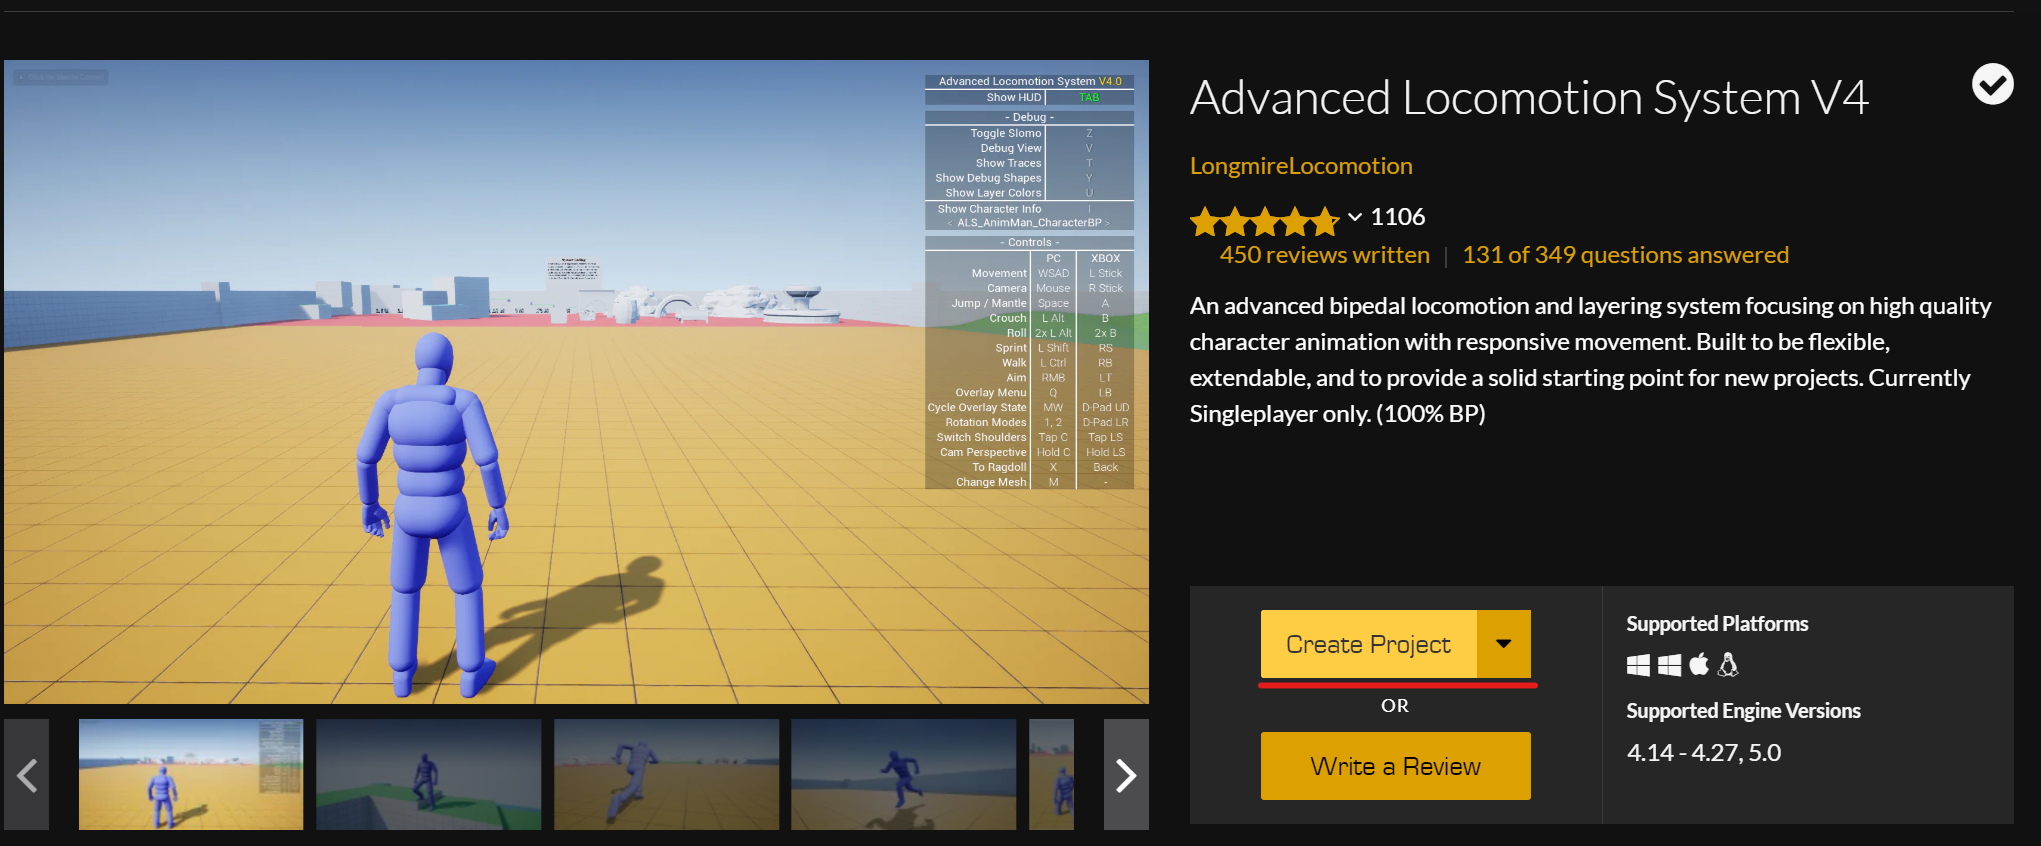 Advanced Locomotion System V4.0
Show HUD TAB
- Debug -
Toggle Slomo Z
Debug View V
Show Traces T
Show Debug Shapes Y
Show Layer Colors U
Show Character Info I
< ALS_AnimMan_CharacterBP >
- Controls -
PC XBOX
Movement WSAD L Stick
Camera Mouse R Stick
Jump / Mantle Space A
Crouch L Alt B
Roll 2x L Alt 2x B
Sprint L Shift RS
Walk L Ctrl RB
Aim RMB LT
Overlay Menu Q LB
Cycle Overlay State MW D-Pad UD
Rotation Modes 1, 2 D-Pad LR
Switch Shoulders Tap C Tap LS
Cam Perspective Hold C Hold LS
To Ragdoll X Back
Change Mesh M -
Advanced Locomotion System V4
LongmireLocomotion
1106
450 reviews written | 131 of 349 questions answered
An advanced bipedal locomotion and layering system focusing on high quality
character animation with responsive movement. Built to be flexible,
extendable, and to provide a solid starting point for new projects. Currently
Singleplayer only. (100% BP)
Create Project
OR
Write a Review
Supported Platforms
Supported Engine Versions
4.14 - 4.27, 5.0